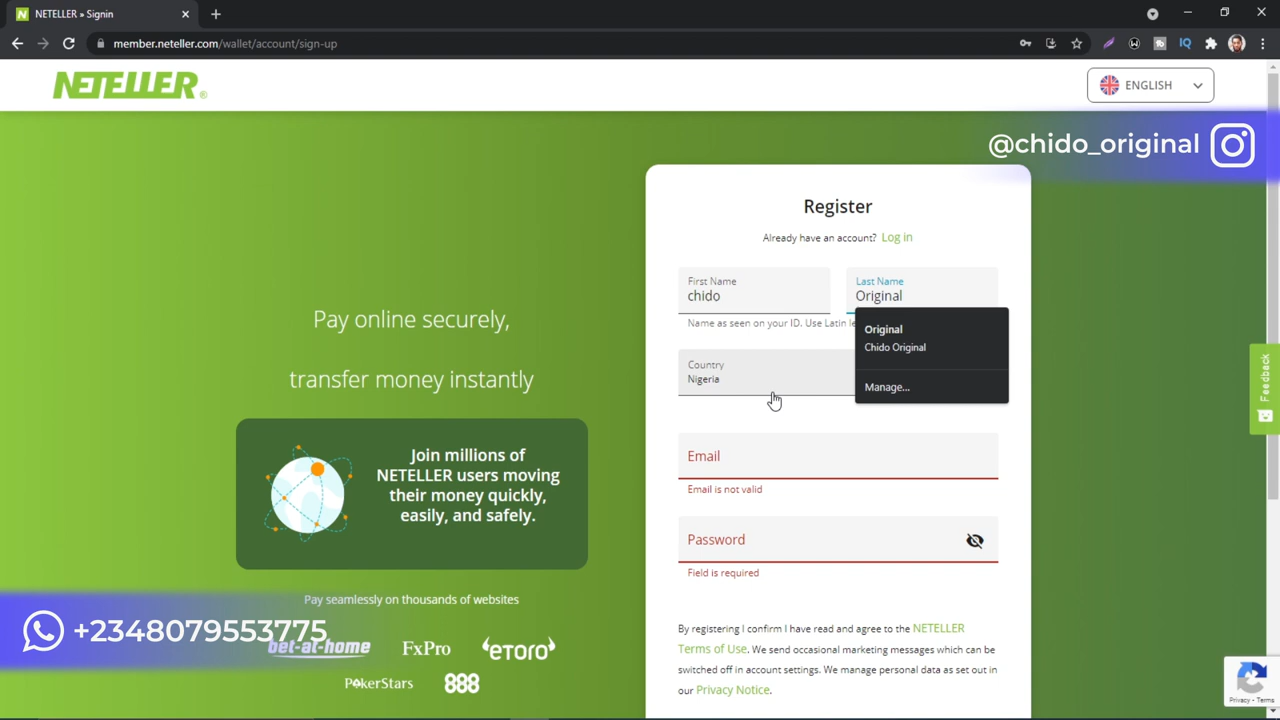 NETELLER » Signin
member.neteller.com/wallet/account/sign-up
NETELLER®
ENGLISH
@chido_original
Register
Already have an account? Log in
First Name
chido
Last Name
Original
Name as seen on your ID. Use Latin le
Original
Chido Original
Manage...
Country
Nigeria
Pay online securely,
transfer money instantly
Join millions of
NETELLER users moving
their money quickly,
easily, and safely.
Email
Email is not valid
Password
Field is required
Feedback
Pay seamlessly on thousands of websites
+2348079553775
bet-at-home
FxPro
eToro
PokerStars
888
By registering I confirm I have read and agree to the NETELLER
Terms of Use. We send occasional marketing messages which can be
switched off in account settings. We manage personal data as set out in
our Privacy Notice.
Privacy - Terms